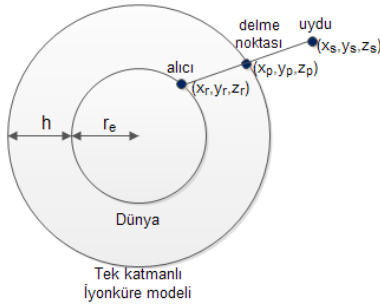 delme
noktası
uydu
(xs,ys,zs)
alıcı
(xp,yp,zp)
(xr,yr,zr)
h
re
Dünya
Tek katmanlı
İyonküre modeli